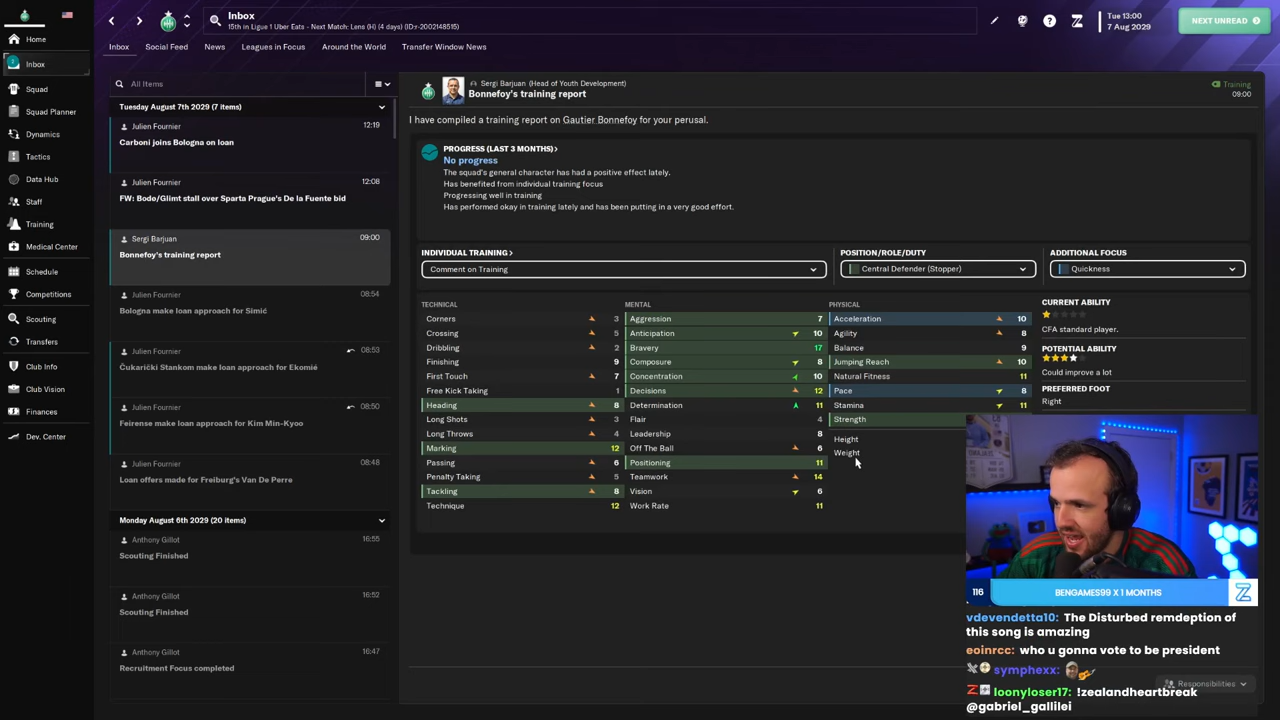 Inbox
15th in Ligue 1 Uber Eats - Next Match: Lens (H) (4 days) (ID:r-2002148515)
Tue 13:00
7 Aug 2029
NEXT UNREAD
Home
Inbox
Squad
Squad Planner
Dynamics
Tactics
Data Hub
Staff
Training
Medical Center
Schedule
Competitions
Scouting
Transfers
Club Info
Club Vision
Finances
Dev. Center
Inbox Social Feed News Leagues in Focus Around the World Transfer Window News
All Items
Tuesday August 7th 2029 (7 items)
Julien Fournier 12:19
Carboni joins Bologna on loan
Julien Fournier 12:08
FW: Bodø/Glimt stall over Sparta Prague's De la Fuente bid
Sergi Barjuan 09:00
Bonnefoy's training report
Julien Fournier 08:54
Bologna make loan approach for Simić
Julien Fournier 08:53
Čukarički Stankom make loan approach for Ekomié
Julien Fournier 08:50
Feirense make loan approach for Kim Min-Kyoo
Julien Fournier 08:48
Loan offers made for Freiburg's Van De Perre
Monday August 6th 2029 (20 items)
Anthony Gillot 16:55
Scouting Finished
Anthony Gillot 16:52
Scouting Finished
Anthony Gillot 16:47
Recruitment Focus completed
Sergi Barjuan (Head of Youth Development)
Bonnefoy's training report
Training
09:00
I have compiled a training report on Gautier Bonnefoy for your perusal.
PROGRESS (LAST 3 MONTHS)
No progress
The squad's general character has had a positive effect lately.
Has benefited from individual training focus
Progressing well in training
Has performed okay in training lately and has been putting in a very good effort.
INDIVIDUAL TRAINING
Comment on Training
POSITION/ROLE/DUTY
Central Defender (Stopper)
ADDITIONAL FOCUS
Quickness
TECHNICAL
Corners 3
Crossing 5
Dribbling 2
Finishing 9
First Touch 7
Free Kick Taking 1
Heading 8
Long Shots 3
Long Throws 4
Marking 12
Passing 6
Penalty Taking 5
Tackling 8
Technique 12
MENTAL
Aggression 7
Anticipation 10
Bravery 17
Composure 8
Concentration 10
Decisions 12
Determination 11
Flair 4
Leadership 8
Off The Ball 6
Positioning 11
Teamwork 14
Vision 6
Work Rate 11
PHYSICAL
Acceleration 10
Agility 8
Balance 9
Jumping Reach 10
Natural Fitness 11
Pace 8
Stamina 11
Strength
Height
Weight
CURRENT ABILITY
CFA standard player.
POTENTIAL ABILITY
Could improve a lot
PREFERRED FOOT
Right
116 BENGAMES99 X 1 MONTHS
vdevendetta10: The Disturbed remdeption
of this song is amazing
eoinrcc: who u gonna vote to be president
symphexx:
loonyloser17: !zealandheartbreak
@gabriel_gallilei
Responsibilities